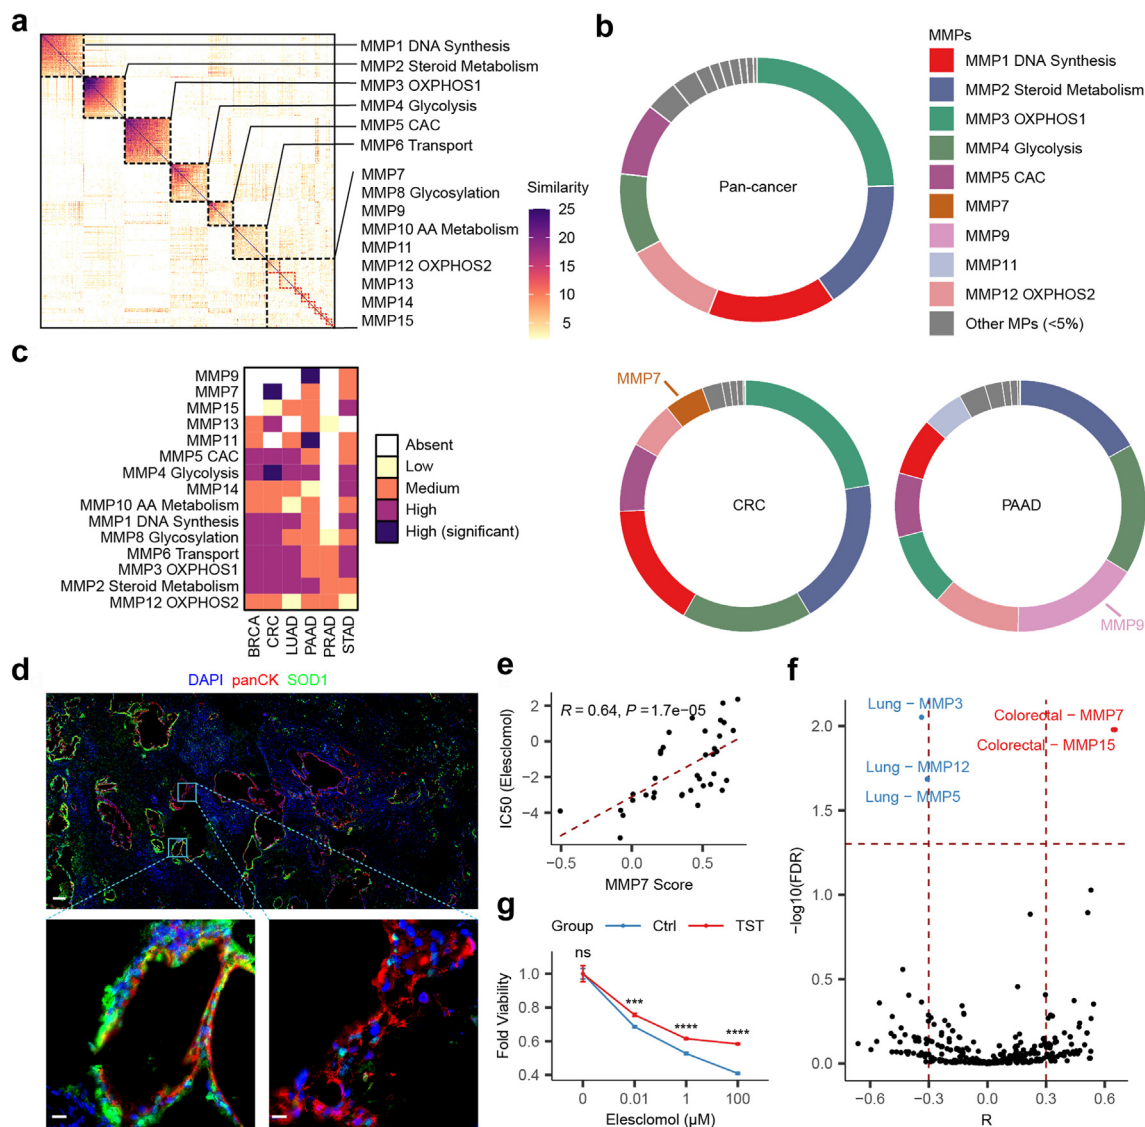 a
MMP1 DNA Synthesis
MMP2 Steroid Metabolism
MMP3 OXPHOS1
MMP4 Glycolysis
MMP5 CAC
MMP6 Transport
MMP7
MMP8 Glycosylation
MMP9
MMP10 AA Metabolism
MMP11
MMP12 OXPHOS2
MMP13
MMP14
MMP15
Similarity
25
20
15
10
5
b
Pan-cancer
MMPs
MMP1 DNA Synthesis
MMP2 Steroid Metabolism
MMP3 OXPHOS1
MMP4 Glycolysis
MMP5 CAC
MMP7
MMP9
MMP11
MMP12 OXPHOS2
Other MPs (<5%)
MMP7
CRC
PAAD
MMP9
c
MMP9
MMP7
MMP15
MMP13
MMP11
MMP5 CAC
MMP4 Glycolysis
MMP14
MMP10 AA Metabolism
MMP1 DNA Synthesis
MMP8 Glycosylation
MMP6 Transport
MMP3 OXPHOS1
MMP2 Steroid Metabolism
MMP12 OXPHOS2
BRCA
CRC
LUAD
PAAD
PRAD
STAD
Absent
Low
Medium
High
High (significant)
d
DAPI panCK SOD1
e
R = 0.64, P = 1.7e−05
IC50 (Elesclomol)
2
0
−2
−4
−0.5
0.0
0.5
MMP7 Score
f
Lung − MMP3
Colorectal − MMP7
Colorectal − MMP15
Lung − MMP12
Lung − MMP5
−log10(FDR)
2.0
1.5
1.0
0.5
0.0
−0.6
−0.3
0.0
0.3
0.6
R
g
Group Ctrl TST
ns
***
****
****
Fold Viability
1.0
0.8
0.6
0.4
0
0.01
1
100
Elesclomol (µM)